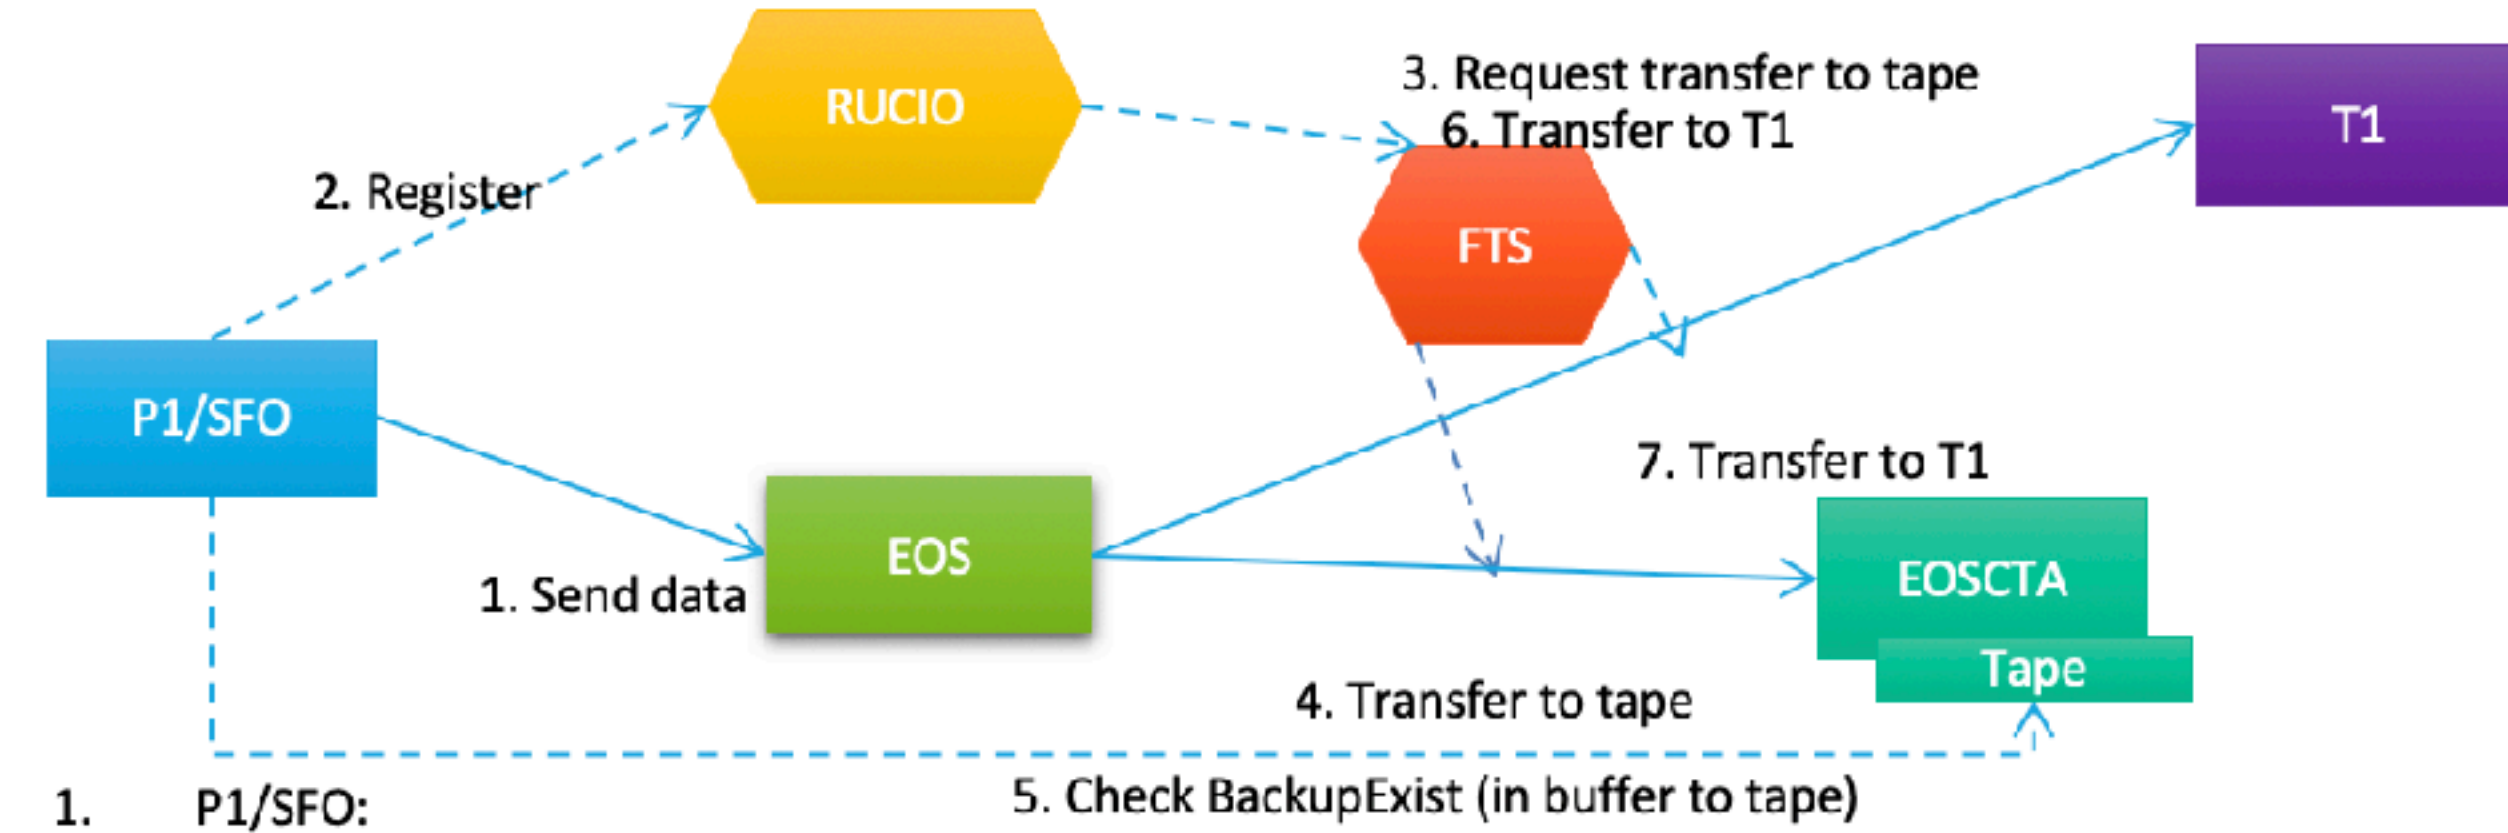 RUCIO
3. Request transfer to tape
6. Transfer to T1
T1
2. Register
FTS
P1/SFO
7. Transfer to T1
EOS
1. Send data
EOSCTA
Tape
4. Transfer to tape
5. Check BackupExist (in buffer to tape)
1. P1/SFO: